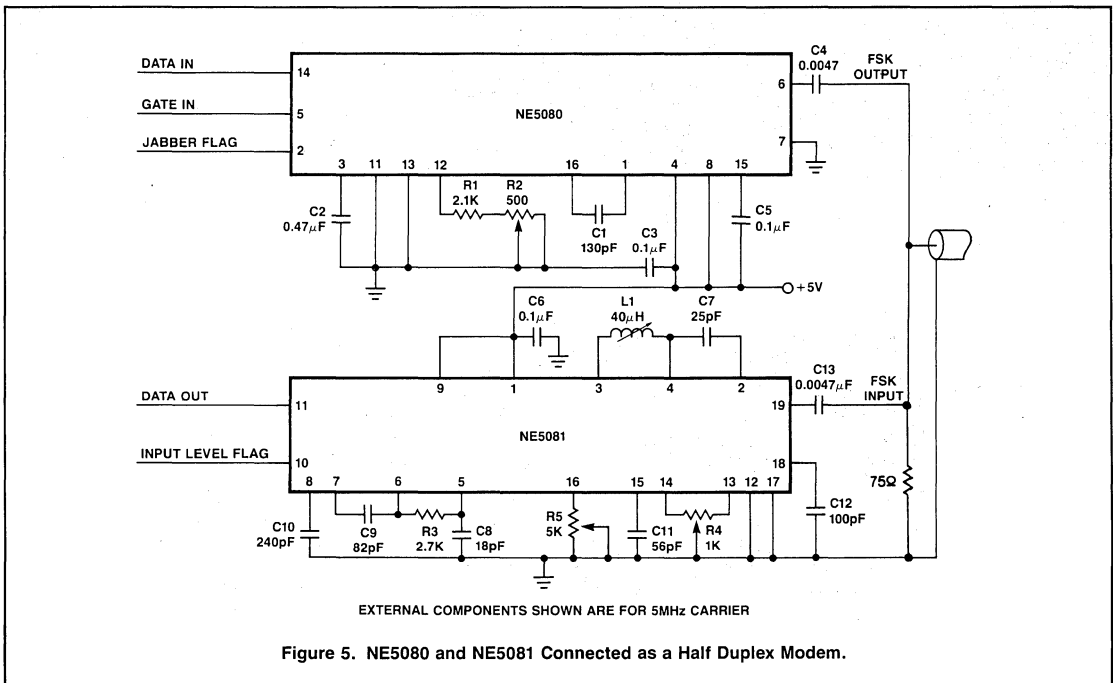 C4
DATA IN
0.0047
FSK
OUTPUT
14
6
GATE IN
5
NE5080
JABBER FLAG
2
7
3 11 13 12 16 1 4 8 15
R1 R2
2.1K 500
C2
0.47μF
C1
130pF
C3
0.1μF
C5
0.1μF
+5V
C6
0.1μF
L1
40μH
C7
25pF
9 1 3 4 2
C13
0.0047μF
FSK
INPUT
DATA OUT
11
19
NE5081
INPUT LEVEL FLAG
10
18
8 7 6 5 16 15 14 13 12 17
75Ω
C10
240pF
C9
82pF
R3
2.7K
C8
18pF
R5
5K
C11
56pF
R4
1K
C12
100pF
EXTERNAL COMPONENTS SHOWN ARE FOR 5MHz CARRIER
Figure 5. NE5080 and NE5081 Connected as a Half Duplex Modem.